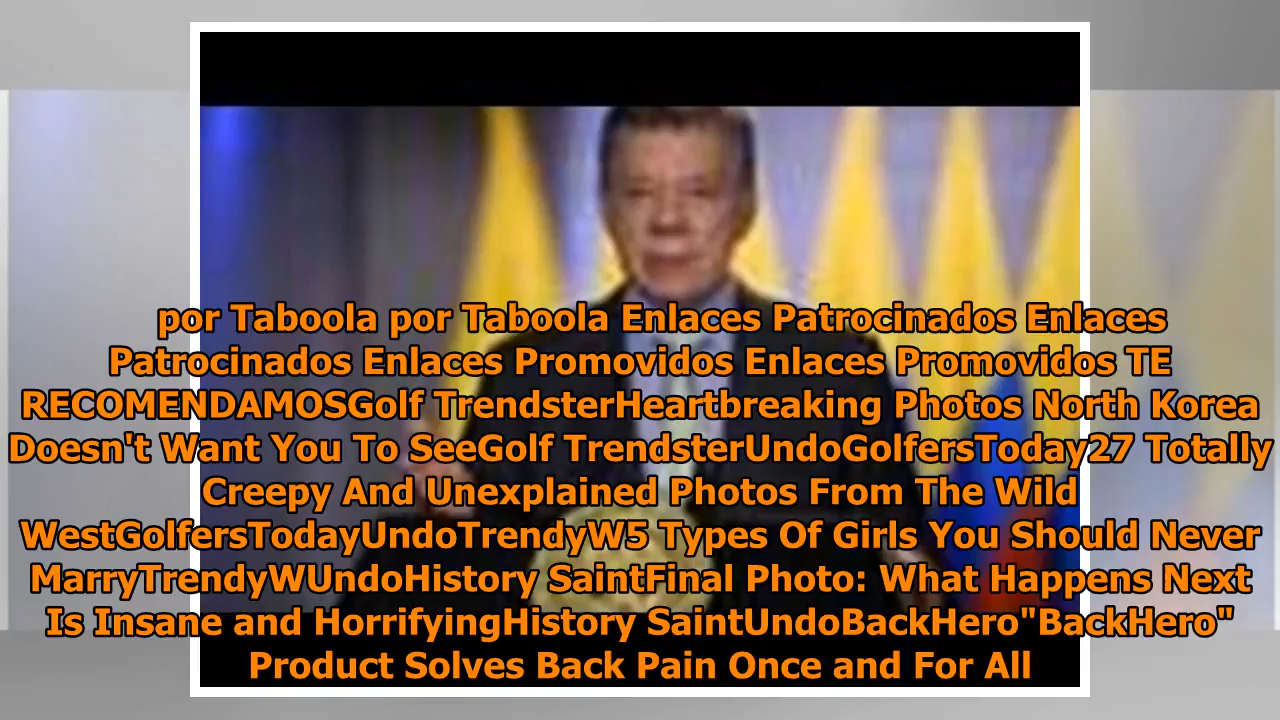 por Taboola por Taboola Enlaces Patrocinados Enlaces
Patrocinados Enlaces Promovidos Enlaces Promovidos TE
RECOMENDAMOSGolf TrendsterHeartbreaking Photos North Korea
Doesn't Want You To SeeGolf TrendsterUndoGolfersToday27 Totally
Creepy And Unexplained Photos From The Wild
WestGolfersTodayUndoTrendyW5 Types Of Girls You Should Never
MarryTrendyWUndoHistory SaintFinal Photo: What Happens Next
Is Insane and HorrifyingHistory SaintUndoBackHero"BackHero"
Product Solves Back Pain Once and For All